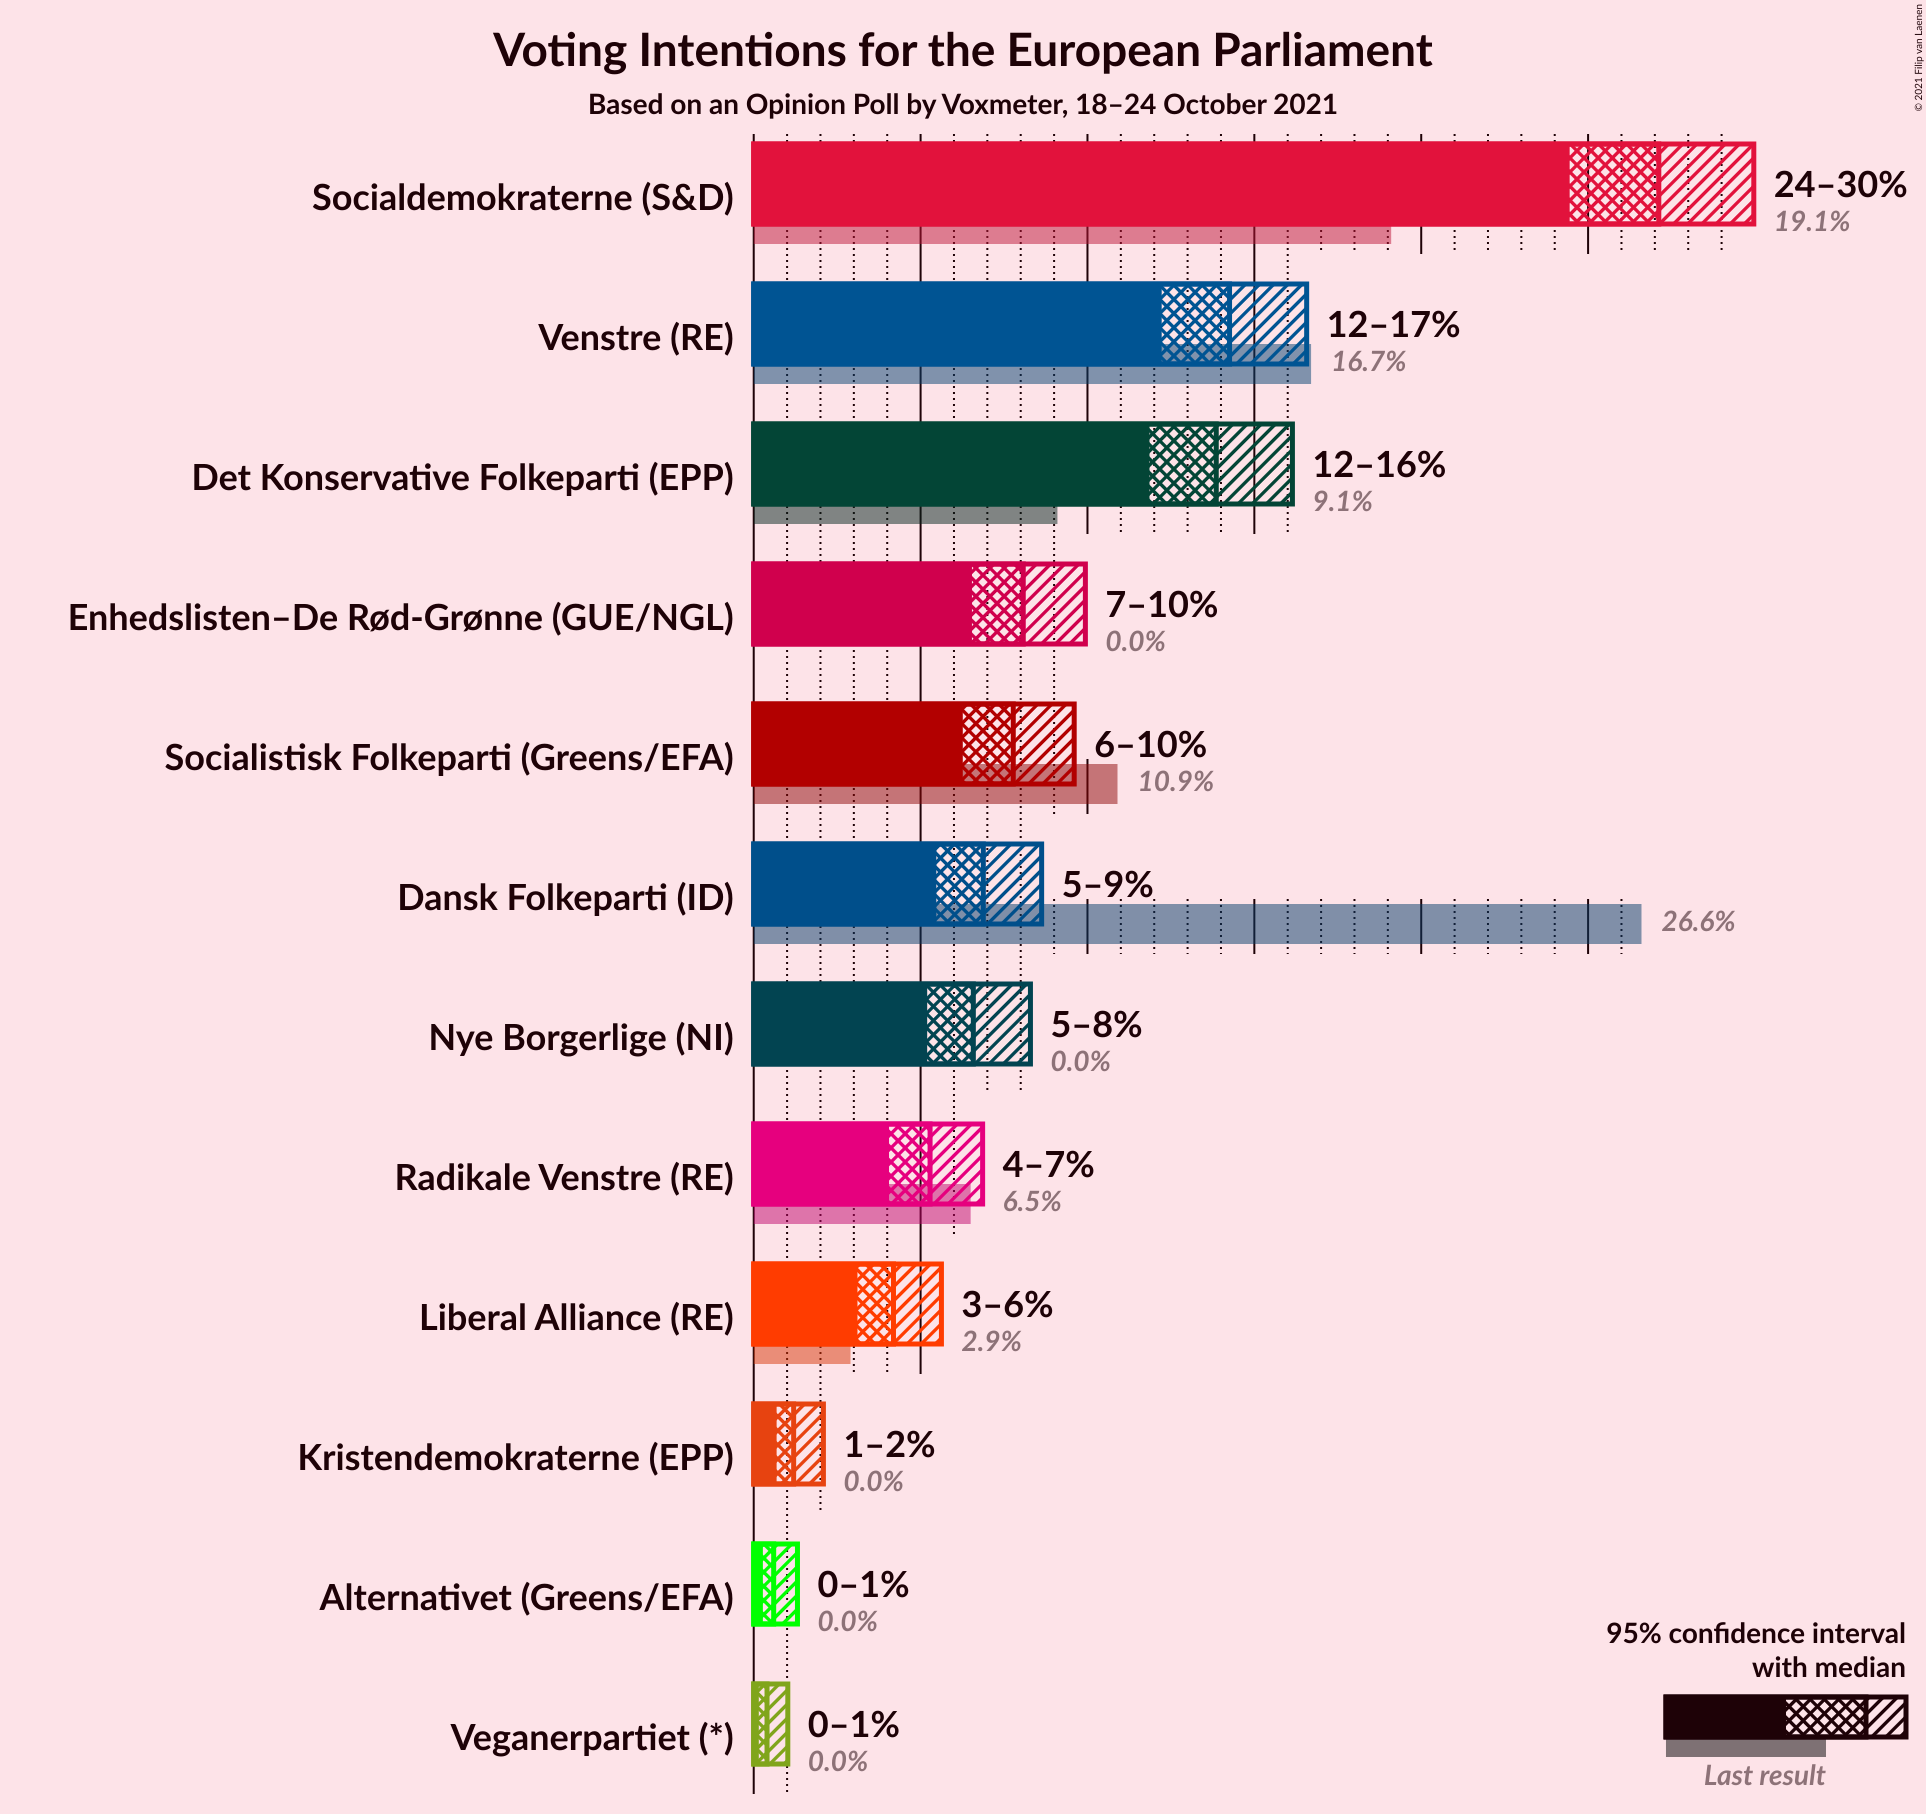 Voting Intentions for the European Parliament
Based on an Opinion Poll by Voxmeter, 18–24 October 2021
© 2021 Filip van Laenen
Socialdemokraterne (S&D)
24–30%
19.1%
Venstre (RE)
12–17%
16.7%
Det Konservative Folkeparti (EPP)
12–16%
9.1%
Enhedslisten–De Rød-Grønne (GUE/NGL)
7–10%
0.0%
Socialistisk Folkeparti (Greens/EFA)
6–10%
10.9%
Dansk Folkeparti (ID)
5–9%
26.6%
Nye Borgerlige (NI)
5–8%
0.0%
Radikale Venstre (RE)
4–7%
6.5%
Liberal Alliance (RE)
3–6%
2.9%
Kristendemokraterne (EPP)
1–2%
0.0%
Alternativet (Greens/EFA)
0–1%
0.0%
Veganerpartiet (*)
0–1%
0.0%
95% confidence interval
with median
Last result